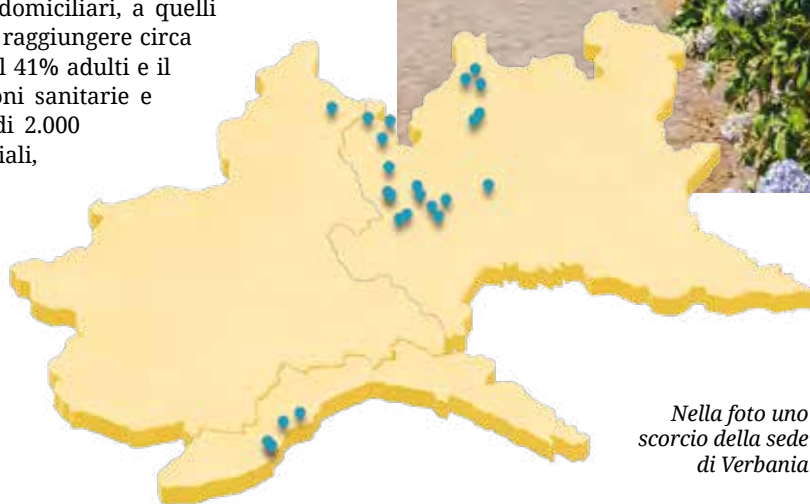 domiciliari, a quelli
raggiungere circa
l 41% adulti e il
oni sanitarie e
di 2.000
iali,
Nella foto uno
scorcio della sede
di Verbania